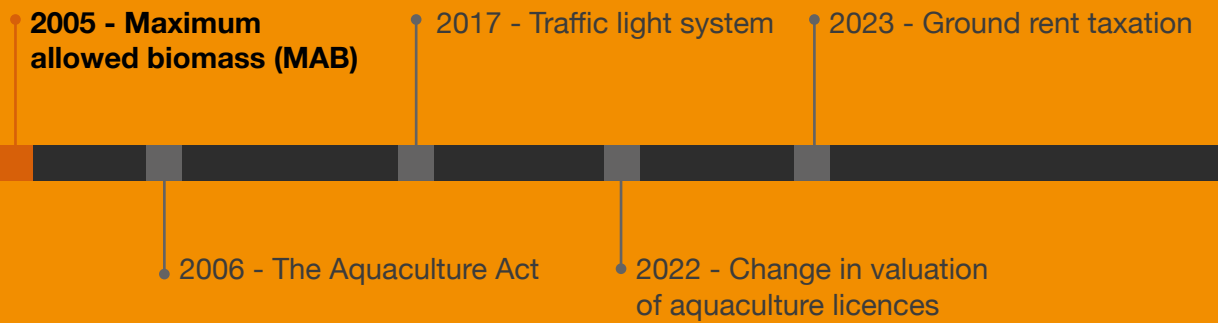 2005 - Maximum
allowed biomass (MAB)
2017 - Traffic light system
2023 - Ground rent taxation
2006 - The Aquaculture Act
2022 - Change in valuation
of aquaculture licences